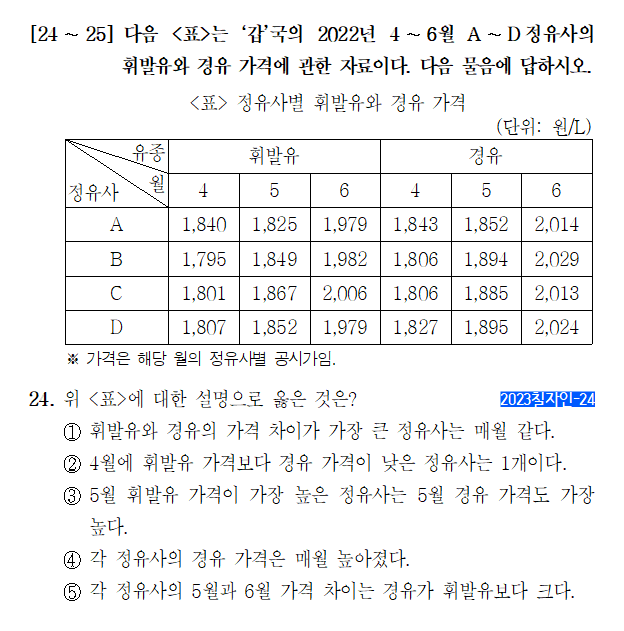 [24 ~ 25] 다음 <표>는 ‘갑’국의 2022년 4 ~ 6월 A ~ D 정유사의
휘발유와 경유 가격에 관한 자료이다. 다음 물음에 답하시오.
<표> 정유사별 휘발유와 경유 가격
(단위: 원/L)
유종 휘발유 경유
정유사 월 4 5 6 4 5 6
A 1,840 1,825 1,979 1,843 1,852 2,014
B 1,795 1,849 1,982 1,806 1,894 2,029
C 1,801 1,867 2,006 1,806 1,885 2,013
D 1,807 1,852 1,979 1,827 1,895 2,024
※ 가격은 해당 월의 정유사별 공시가임.
24. 위 <표>에 대한 설명으로 옳은 것은? 2023칠자인-24
① 휘발유와 경유의 가격 차이가 가장 큰 정유사는 매월 같다.
② 4월에 휘발유 가격보다 경유 가격이 낮은 정유사는 1개이다.
③ 5월 휘발유 가격이 가장 높은 정유사는 5월 경유 가격도 가장
높다.
④ 각 정유사의 경유 가격은 매월 높아졌다.
⑤ 각 정유사의 5월과 6월 가격 차이는 경유가 휘발유보다 크다.